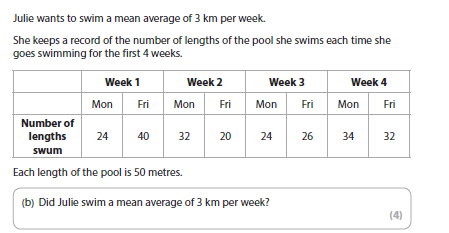 Julie wants to swim a mean average of 3 km per week.
She keeps a record of the number of lengths of the pool she swims each time she
goes swimming for the first 4 weeks.
Week 1 Week 2 Week 3 Week 4
Mon Fri Mon Fri Mon Fri Mon Fri
Number of
lengths 24 40 32 20 24 26 34 32
swum
Each length of the pool is 50 metres.
(b) Did Julie swim a mean average of 3 km per week?
(4)